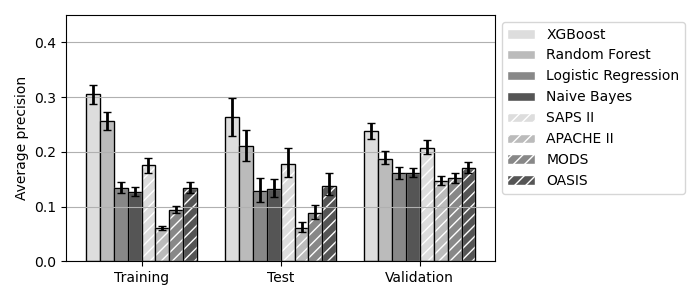 Average precision
0.4
0.3
0.2
0.1
0.0
Training
Test
Validation
XGBoost
Random Forest
Logistic Regression
Naive Bayes
SAPS II
APACHE II
MODS
OASIS